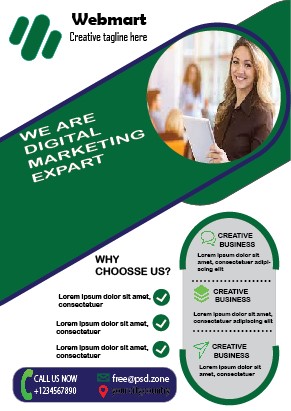 Webmart
Creative tagline here
WE ARE
DIGITAL
MARKETING
EXPART
WHY
CHOOSSE US?
Lorem ipsum dolor sit amet,
consectetuer
Lorem ipsum dolor sit amet,
consectetuer
Lorem ipsum dolor sit amet,
consectetuer
CREATIVE
BUSINESS
Lorem ipsum dolor sit
amet, consectetuer adipi-
scing elit
CREATIVE
BUSINESS
Lorem ipsum dolor sit amet,
consectetuer adipiscing elit
CREATIVE
BUSINESS
Lorem ipsum dolor sit amet,
consectetuer adipiscing elit
CALL US NOW
+1234567890
free@psd.zone